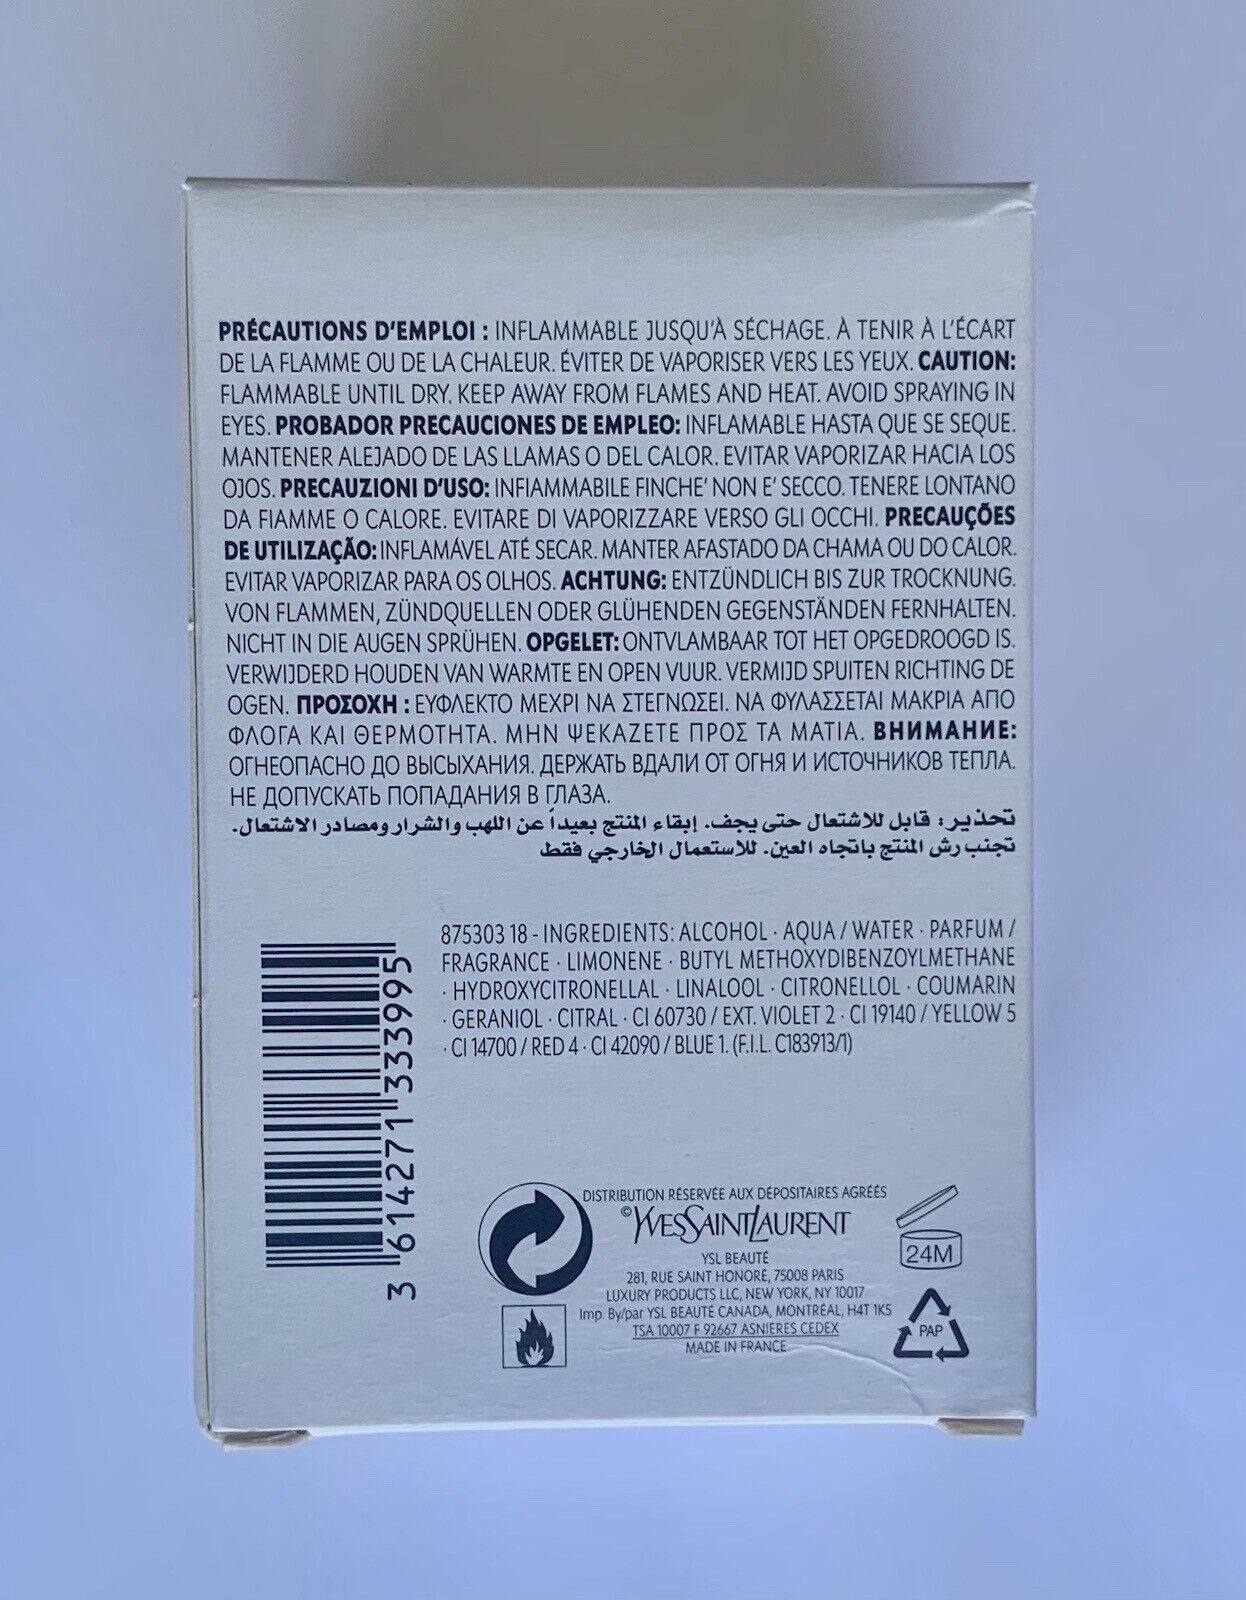 PRÉCAUTIONS D'EMPLOI : INFLAMMABLE JUSQU'À SÉCHAGE. À TENIR À L'ÉCART
DE LA FLAMME OU DE LA CHALEUR. ÉVITER DE VAPORISER VERS LES YEUX. CAUTION:
FLAMMABLE UNTIL DRY. KEEP AWAY FROM FLAMES AND HEAT. AVOID SPRAYING IN
EYES. PROBADOR PRECAUCIONES DE EMPLEO: INFLAMABLE HASTA QUE SE SEQUE.
MANTENER ALEJADO DE LAS LLAMAS O DEL CALOR. EVITAR VAPORIZAR HACIA LOS
OJOS. PRECAUZIONI D'USO: INFIAMMABILE FINCHE' NON E' SECCO. TENERE LONTANO
DA FIAMME O CALORE. EVITARE DI VAPORIZZARE VERSO GLI OCCHI. PRECAUÇÕES
DE UTILIZAÇÃO: INFLAMÁVEL ATÉ SECAR. MANTER AFASTADO DA CHAMA OU DO CALOR.
EVITAR VAPORIZAR PARA OS OLHOS. ACHTUNG: ENTZÜNDLICH BIS ZUR TROCKNUNG.
VON FLAMMEN, ZÜNDQUELLEN ODER GLÜHENDEN GEGENSTÄNDEN FERNHALTEN.
NICHT IN DIE AUGEN SPRÜHEN. OPGELET: ONTVLAMBAAR TOT HET OPGEDROOGD IS.
VERWIJDERD HOUDEN VAN WARMTE EN OPEN VUUR. VERMIJD SPUITEN RICHTING DE
OGEN. ΠΡΟΣΟΧΗ : ΕΥΦΛΕΚΤΟ ΜΕΧΡΙ ΝΑ ΣΤΕΓΝΩΣΕΙ. ΝΑ ΦΥΛΑΣΣΕΤΑΙ ΜΑΚΡΙΑ ΑΠΟ
ΦΛΟΓΑ ΚΑΙ ΘΕΡΜΟΤΗΤΑ. ΜΗΝ ΨΕΚΑΖΕΤΕ ΠΡΟΣ ΤΑ ΜΑΤΙΑ. ВНИМАНИЕ:
ОГНЕОПАСНО ДО ВЫСЫХАНИЯ. ДЕРЖАТЬ ВДАЛИ ОТ ОГНЯ И ИСТОЧНИКОВ ТЕПЛА.
НЕ ДОПУСКАТЬ ПОПАДАНИЯ В ГЛАЗА.
تحذير: قابل للاشتعال حتى يجف. إبقاء المنتج بعيداً عن اللهب والشرار ومصادر الاشتعال.
تجنب رش المنتج باتجاه العين. للاستعمال الخارجي فقط
875303 18 - INGREDIENTS: ALCOHOL · AQUA / WATER · PARFUM /
FRAGRANCE · LIMONENE · BUTYL METHOXYDIBENZOYLMETHANE
· HYDROXYCITRONELLAL · LINALOOL · CITRONELLOL · COUMARIN
· GERANIOL · CITRAL · CI 60730 / EXT. VIOLET 2 · CI 19140 / YELLOW 5
· CI 14700 / RED 4 · CI 42090 / BLUE 1. (F.I.L. C183913/1)
3 614271 333995
DISTRIBUTION RÉSERVÉE AUX DÉPOSITAIRES AGRÉÉS
©YVESSAINTLAURENT
YSL BEAUTÉ
281, RUE SAINT HONORÉ, 75008 PARIS
LUXURY PRODUCTS LLC, NEW YORK, NY 10017
Imp. By/par YSL BEAUTÉ CANADA, MONTRÉAL, H4T 1K5
TSA 10007 F 92667 ASNIERES CEDEX
MADE IN FRANCE
24M
PAP